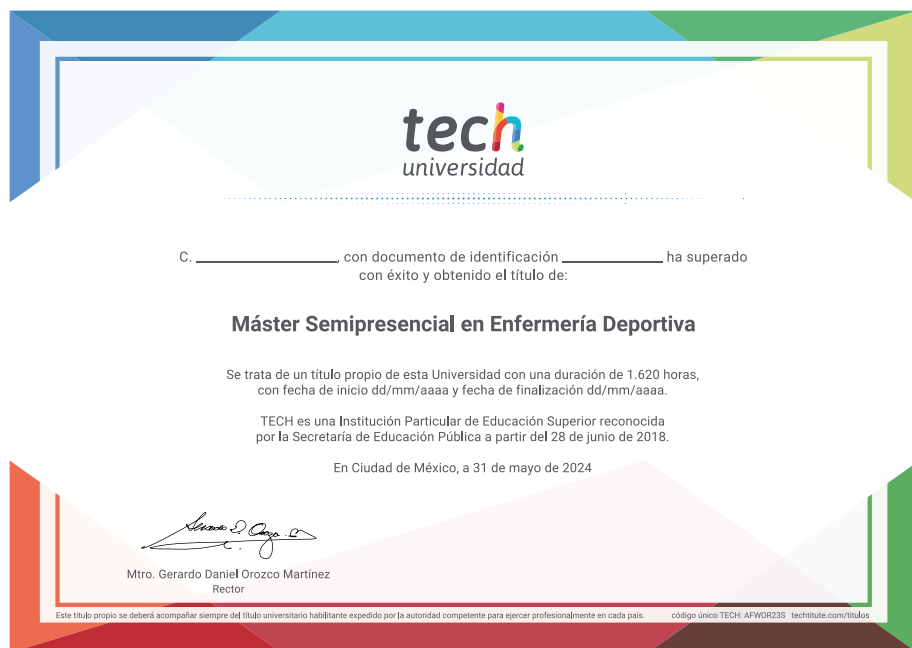 tech
universidad
C. ____________________, con documento de identificación ______________ ha superado
con éxito y obtenido el título de:
Máster Semipresencial en Enfermería Deportiva
Se trata de un título propio de esta Universidad con una duración de 1.620 horas,
con fecha de inicio dd/mm/aaaa y fecha de finalización dd/mm/aaaa.
TECH es una Institución Particular de Educación Superior reconocida
por la Secretaría de Educación Pública a partir del 28 de junio de 2018.
En Ciudad de México, a 31 de mayo de 2024
Mtro. Gerardo Daniel Orozco Martínez
Rector
Este título propio se deberá acompañar siempre del título universitario habilitante expedido por la autoridad competente para ejercer profesionalmente en cada país. código único TECH: AFWOR23S techtitute.com/titulos